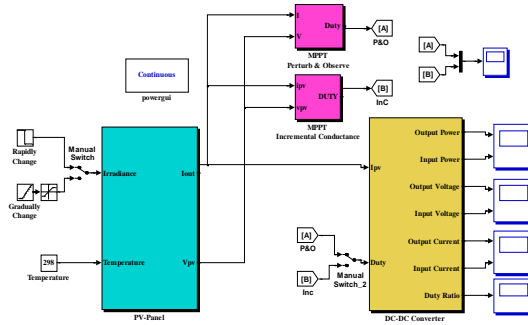 I
V
Duty
MPPT
Perturb & Observe
[A]
P&O
[A]
[B]
Continuous
powergui
ipv
vpv
DUTY
MPPT
Incremental Conductance
[B]
InC
Rapidly
Change
Manual
Switch
Gradually
Change
Irradiance
Iout
Temperature
Vpv
PV-Panel
298
Temperature
[A]
P&O
[B]
Inc
Manual
Switch_2
Ipv
Duty
Output Power
Input Power
Output Voltage
Input Voltage
Output Current
Input Current
Duty Ratio
DC-DC Converter